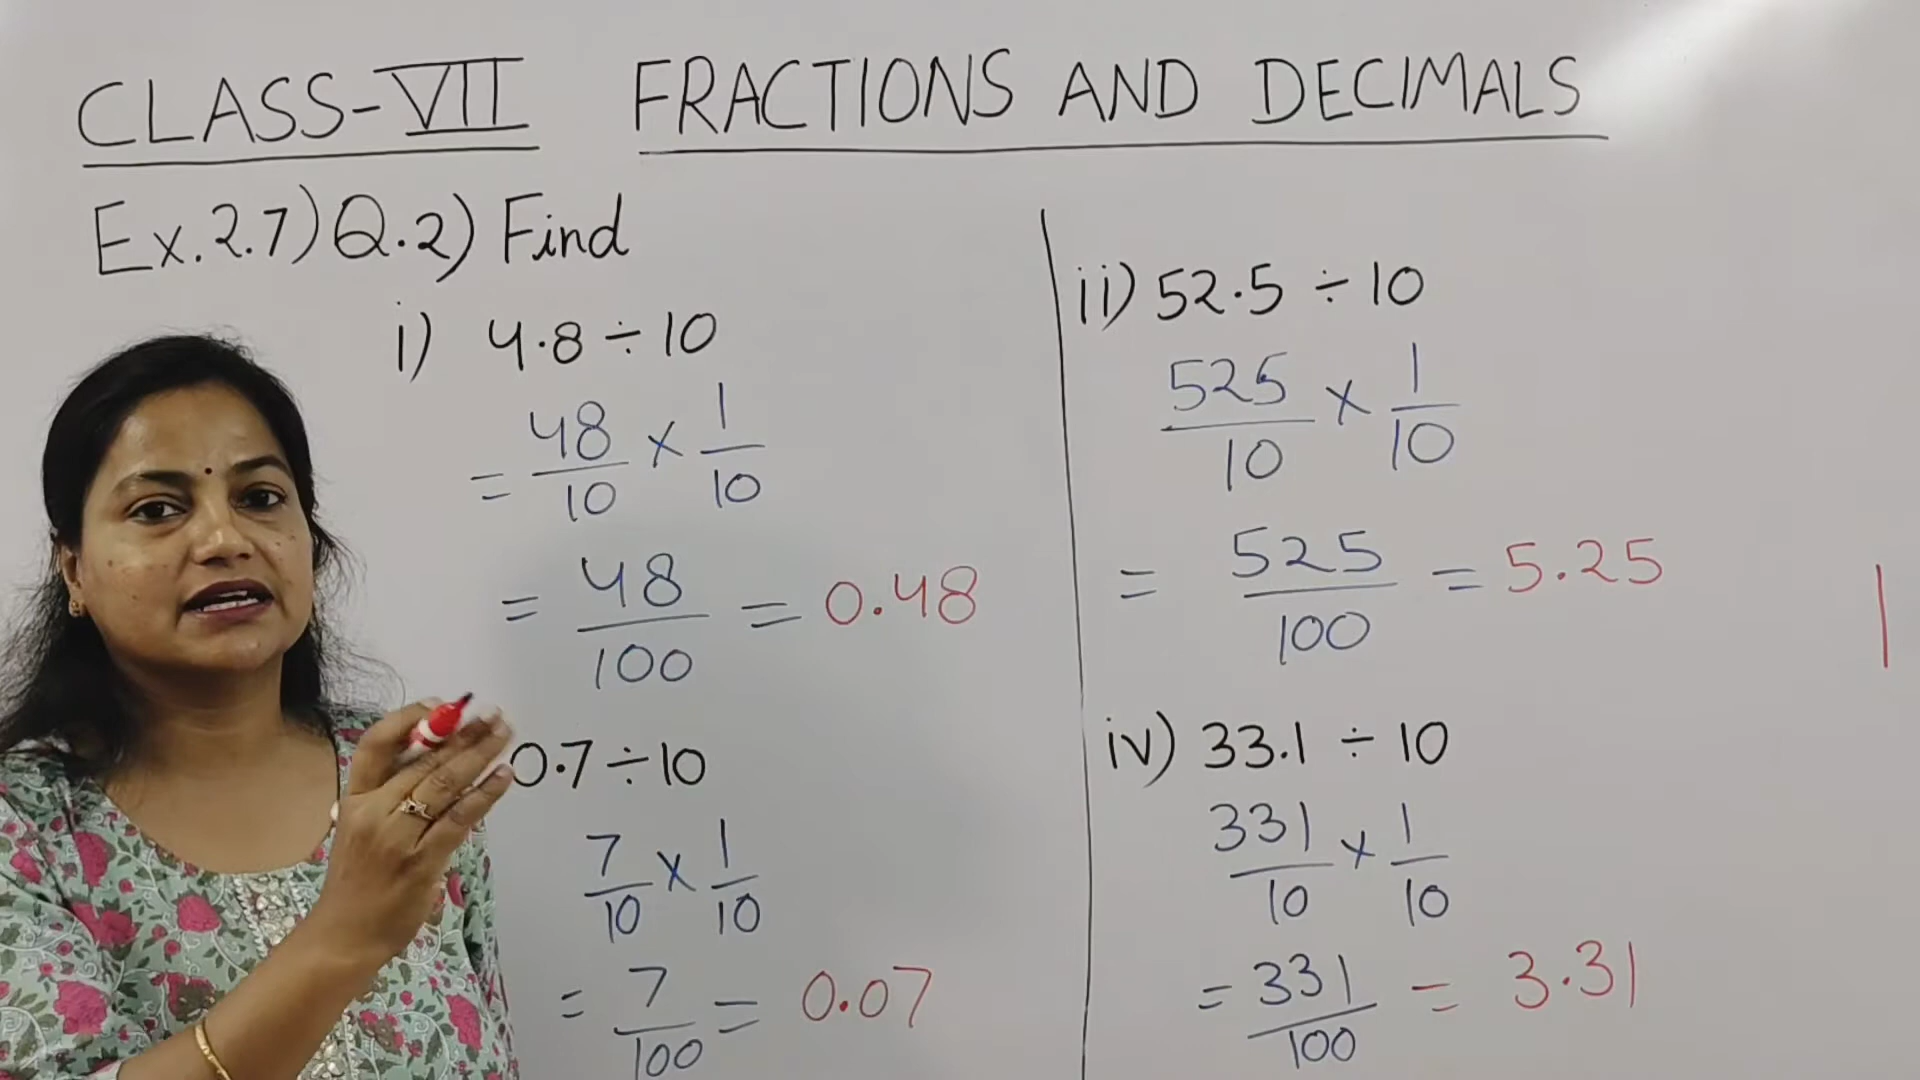 CLASS-VII FRACTIONS AND DECIMALS
Ex.2.7) Q.2) Find
i) 4.8 ÷ 10
= 48/10 × 1/10
= 48/100 = 0.48
0.7 ÷ 10
7/10 × 1/10
= 7/100 = 0.07
ii) 52.5 ÷ 10
525/10 × 1/10
= 525/100 = 5.25
iv) 33.1 ÷ 10
331/10 × 1/10
= 331/100 = 3.31